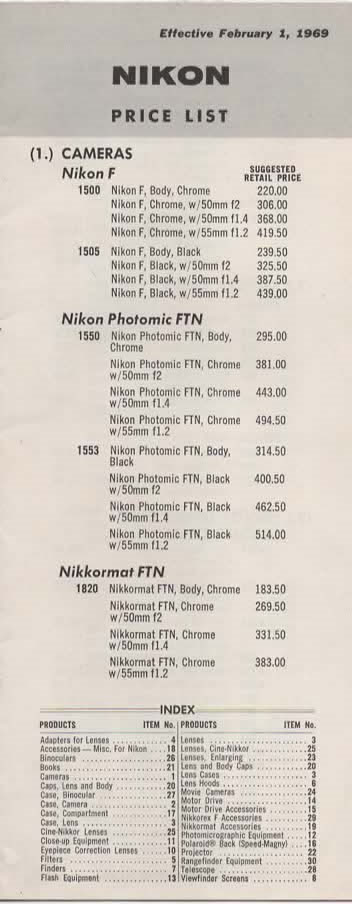 Effective February 1, 1969
NIKON
PRICE LIST
(1.) CAMERAS
Nikon F
SUGGESTED
RETAIL PRICE
1500 Nikon F, Body, Chrome 220.00
Nikon F, Chrome, w/50mm f2 306.00
Nikon F, Chrome, w/50mm f1.4 368.00
Nikon F, Chrome, w/55mm f1.2 419.50
1505 Nikon F, Body, Black 239.50
Nikon F, Black, w/50mm f2 325.50
Nikon F, Black, w/50mm f1.4 387.50
Nikon F, Black, w/55mm f1.2 439.00
Nikon Photomic FTN
1550 Nikon Photomic FTN, Body, 295.00
Chrome
Nikon Photomic FTN, Chrome 381.00
w/50mm f2
Nikon Photomic FTN, Chrome 443.00
w/50mm f1.4
Nikon Photomic FTN, Chrome 494.50
w/55mm f1.2
1553 Nikon Photomic FTN, Body, 314.50
Black
Nikon Photomic FTN, Black 400.50
w/50mm f2
Nikon Photomic FTN, Black 462.50
w/50mm f1.4
Nikon Photomic FTN, Black 514.00
w/55mm f1.2
Nikkormat FTN
1820 Nikkormat FTN, Body, Chrome 183.50
Nikkormat FTN, Chrome 269.50
w/50mm f2
Nikkormat FTN, Chrome 331.50
w/50mm f1.4
Nikkormat FTN, Chrome 383.00
w/55mm f1.2
INDEX
PRODUCTS ITEM No.
Adapters for Lenses 4
Accessories — Misc. For Nikon 18
Binoculars 26
Books 21
Cameras 1
Caps, Lens and Body 20
Case, Binocular 27
Case, Camera 2
Case, Compartment 17
Case, Lens 3
Cine-Nikkor Lenses 25
Close-up Equipment 11
Eyepiece Correction Lenses 10
Filters 5
Finders 7
Flash Equipment 13
PRODUCTS ITEM No.
Lenses 3
Lenses, Cine-Nikkor 25
Lenses, Enlarging 23
Lens and Body Caps 20
Lens Cases 3
Lens Hoods 6
Movie Cameras 24
Motor Drive 14
Motor Drive Accessories 15
Nikkorex F Accessories 29
Nikkormat Accessories 19
Photomicrographic Equipment 12
Polaroid® Back (Speed-Magny) 16
Projector 22
Rangefinder Equipment 30
Telescope 28
Viewfinder Screens 8